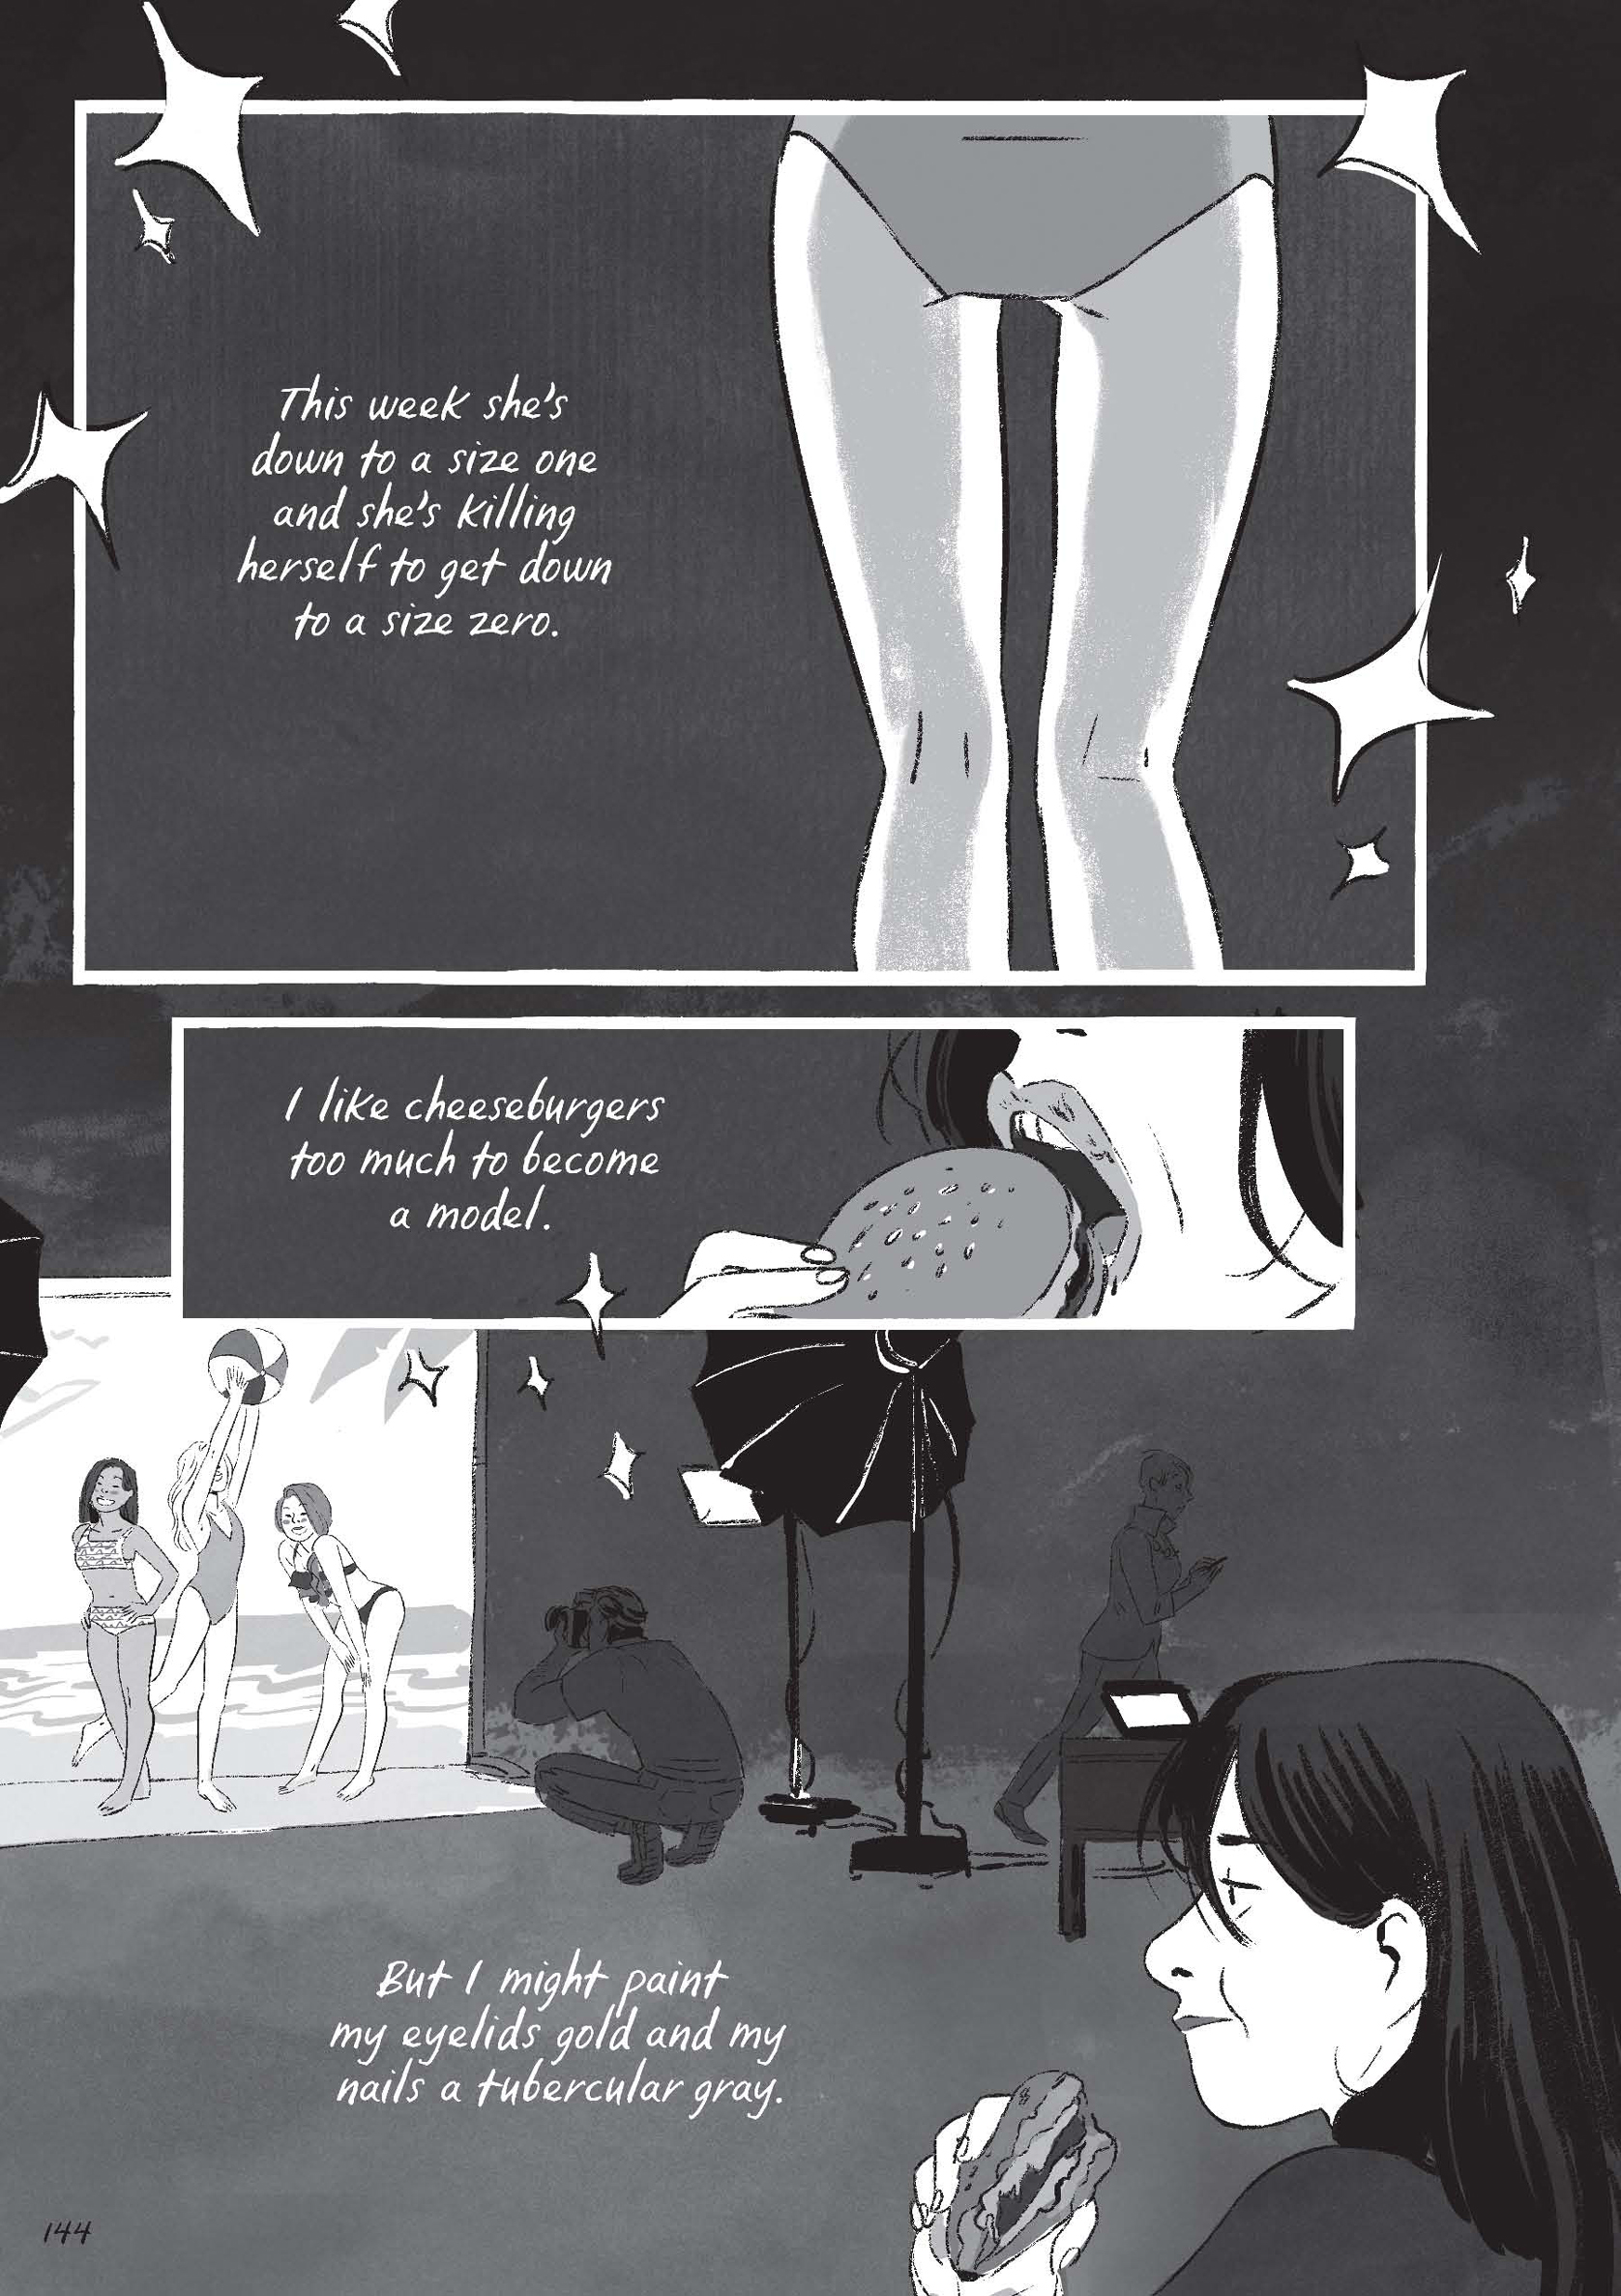 This week she's
down to a size one
and she's killing
herself to get down
to a size zero.
I like cheeseburgers
too much to become
a model.
But I might paint
my eyelids gold and my
nails a tubercular gray.
144